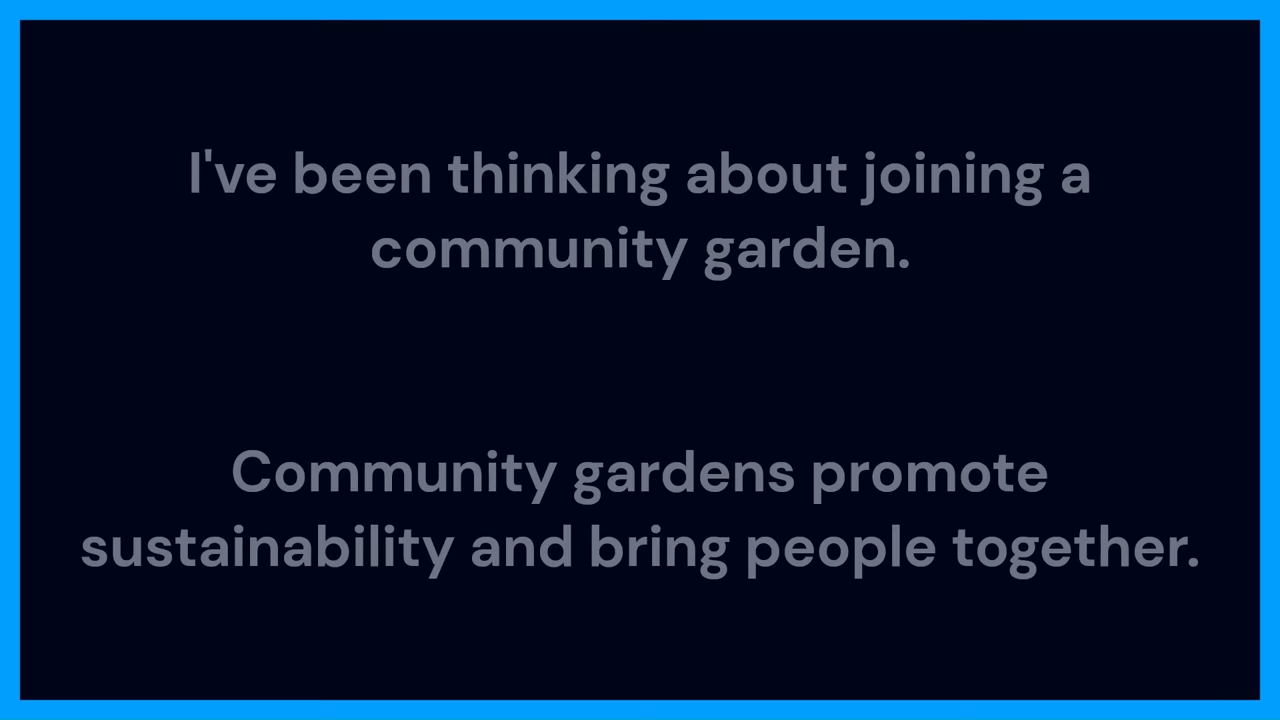 I've been thinking about joining a
community garden.
Community gardens promote
sustainability and bring people together.